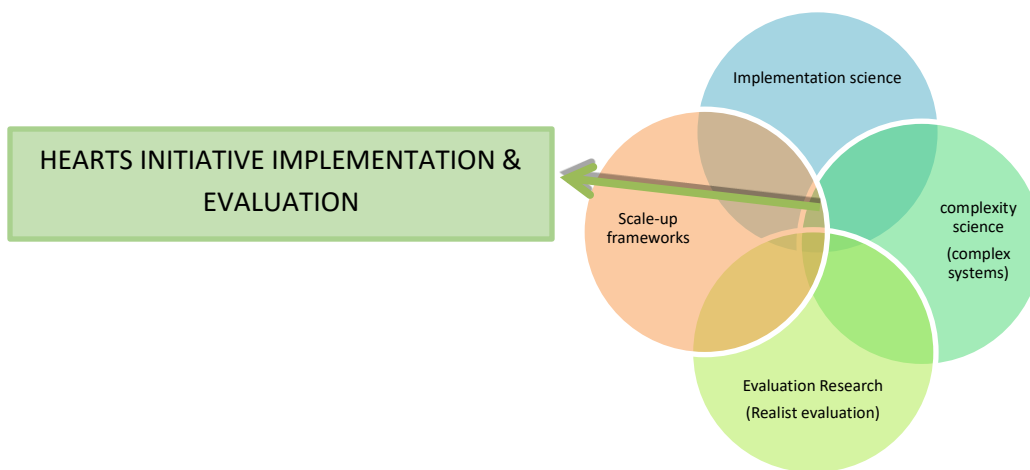 Implementation science
HEARTS INITIATIVE IMPLEMENTATION &
EVALUATION
Scale-up
frameworks
complexity
science
(complex
systems)
Evaluation Research
(Realist evaluation)